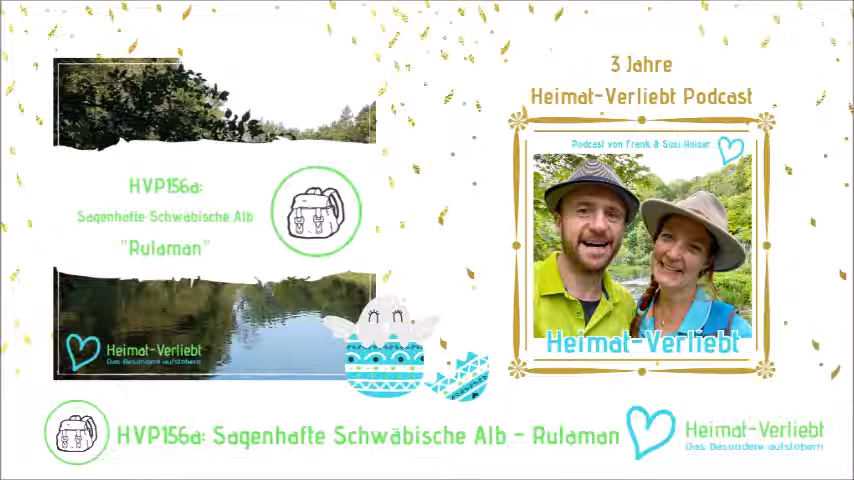 3 Jahre
Heimat-Verliebt Podcast
Podcast von Frank & Susi Reiser
Heimat-Verliebt
HVP156a:
Sagenhafte Schwäbische Alb
"Rulaman"
Heimat-Verliebt
Das Besondere aufstöbern
HVP156a: Sagenhafte Schwäbische Alb - Rulaman
Heimat-Verliebt
Das Besondere aufstöbern